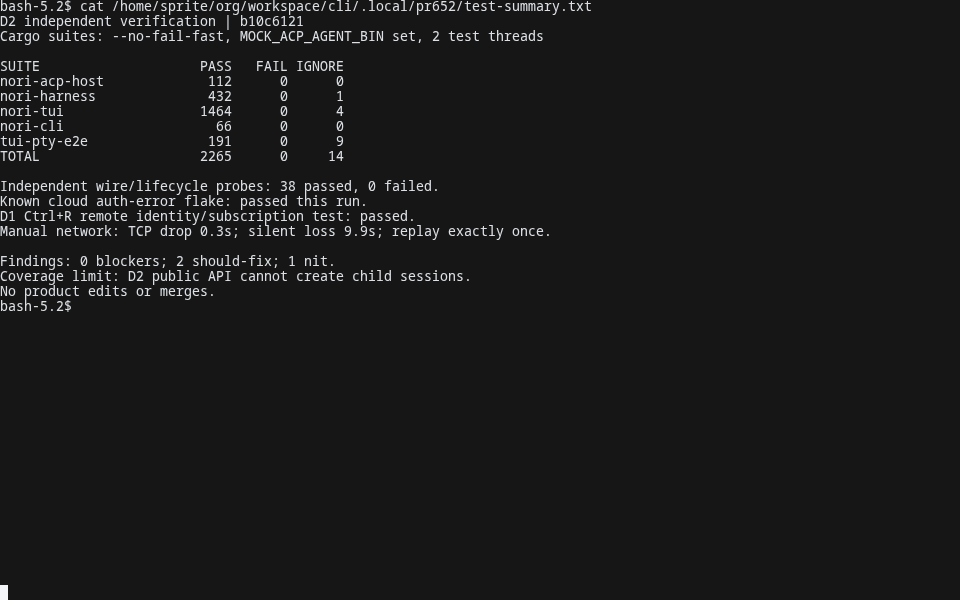 bash-5.2$ cat /home/sprite/org/workspace/cli/.local/pr652/test-summary.txt
D2 independent verification | b10c6121
Cargo suites: --no-fail-fast, MOCK_ACP_AGENT_BIN set, 2 test threads
SUITE                    PASS   FAIL IGNORE
nori-acp-host             112      0      0
nori-harness              432      0      1
nori-tui                 1464      0      4
nori-cli                   66      0      0
tui-pty-e2e               191      0      9
TOTAL                    2265      0     14
Independent wire/lifecycle probes: 38 passed, 0 failed.
Known cloud auth-error flake: passed this run.
D1 Ctrl+R remote identity/subscription test: passed.
Manual network: TCP drop 0.3s; silent loss 9.9s; replay exactly once.
Findings: 0 blockers; 2 should-fix; 1 nit.
Coverage limit: D2 public API cannot create child sessions.
No product edits or merges.
bash-5.2$